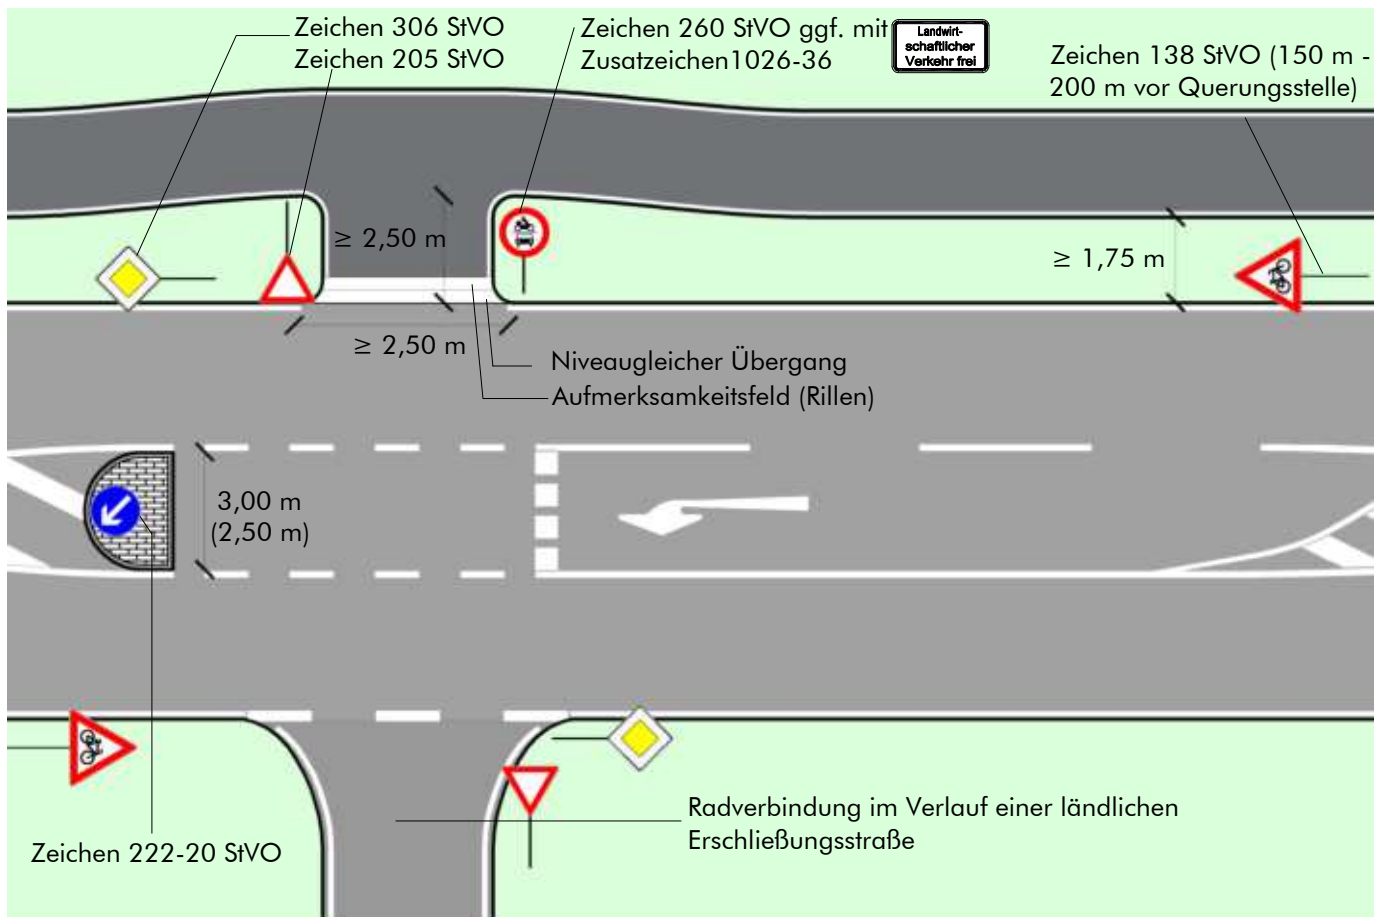 Zeichen 306 StVO
Zeichen 205 StVO
Zeichen 260 StVO ggf. mit
Zusatzeichen1026-36
Landwirt-
schaftlicher
Verkehr frei
Zeichen 138 StVO (150 m -
200 m vor Querungsstelle)
≥ 2,50 m
≥ 1,75 m
≥ 2,50 m
Niveaugleicher Übergang
Aufmerksamkeitsfeld (Rillen)
3,00 m
(2,50 m)
Radverbindung im Verlauf einer ländlichen
Erschließungsstraße
Zeichen 222-20 StVO